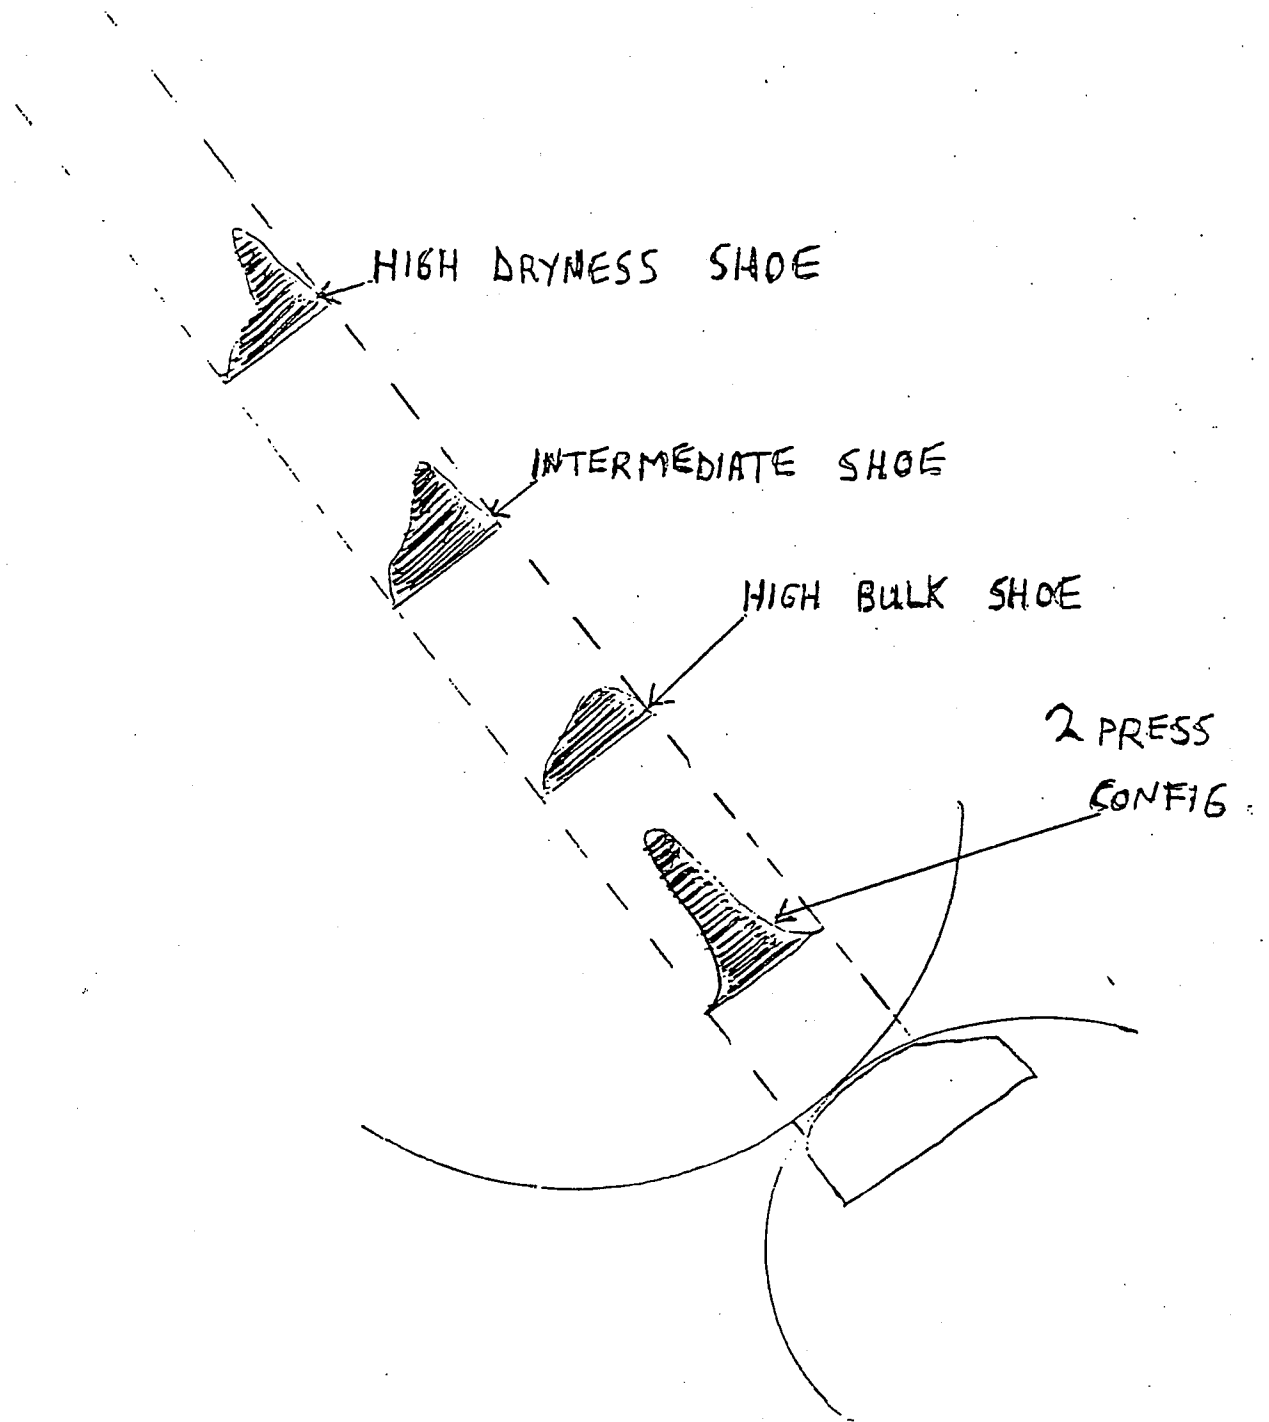 HIGH DRYNESS SHOE
INTERMEDIATE SHOE
HIGH BULK SHOE
2 PRESS
CONFIG